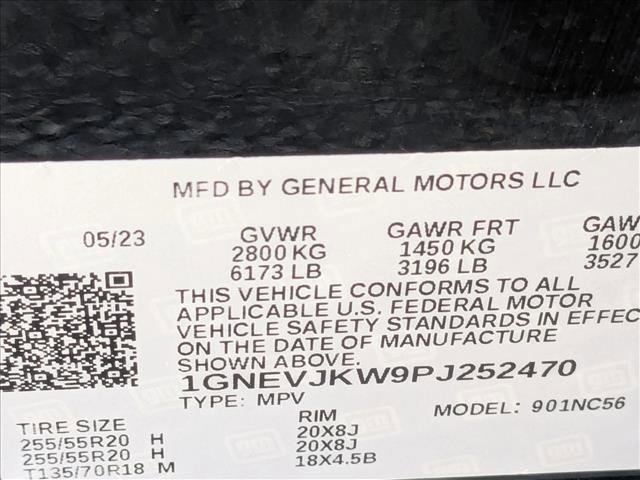 MFD BY GENERAL MOTORS LLC
05/23 GVWR GAWR FRT GAW
2800 KG 1450 KG 1600
6173 LB 3196 LB 3527
THIS VEHICLE CONFORMS TO ALL
APPLICABLE U.S. FEDERAL MOTOR
VEHICLE SAFETY STANDARDS IN EFFEC
ON THE DATE OF MANUFACTURE
SHOWN ABOVE.
1GNEVJKW9PJ252470
TYPE: MPV MODEL: 901NC56
TIRE SIZE RIM
255/55R20 H 20X8J
255/55R20 H 20X8J
T135/70R18 M 18X4.5B